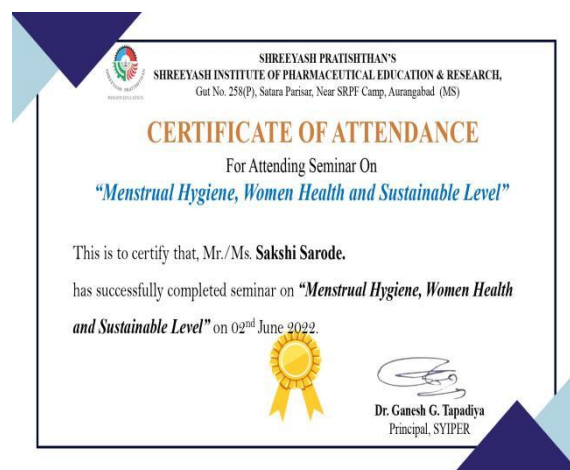 SHREEYASH PRATISHTHAN'S
SHREEYASH INSTITUTE OF PHARMACEUTICAL EDUCATION & RESEARCH,
Gut No. 258(P), Satara Parisar, Near SRPF Camp, Aurangabad (MS)
CERTIFICATE OF ATTENDANCE
For Attending Seminar On
“Menstrual Hygiene, Women Health and Sustainable Level”
This is to certify that, Mr./Ms. Sakshi Sarode.
has successfully completed seminar on “Menstrual Hygiene, Women Health
and Sustainable Level” on 02nd June 2022.
Dr. Ganesh G. Tapadiya
Principal, SYIPER